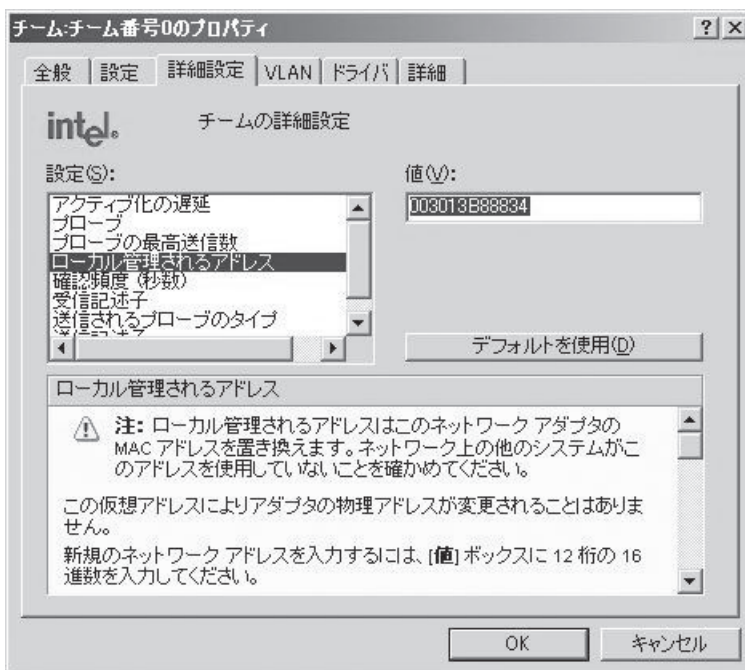 チーム:チーム番号0のプロパティ
全般
設定
詳細設定
VLAN
ドライバ
詳細
intel®
チームの詳細設定
設定(S):
アクティブ化の遅延
プローブ
プローブの最高送信数
ローカル管理されるアドレス
確認頻度 (秒数)
受信記述子
送信されるプローブのタイプ
値(V):
003013B88834
デフォルトを使用(D)
ローカル管理されるアドレス
注: ローカル管理されるアドレスはこのネットワーク アダプタの
MAC アドレスを置き換えます。ネットワーク上の他のシステムがこ
のアドレスを使用していないことを確かめてください。
この仮想アドレスによりアダプタの物理アドレスが変更されることはありま
せん。
新規のネットワーク アドレスを入力するには、[値] ボックスに 12 桁の 16
進数を入力してください。
OK
キャンセル